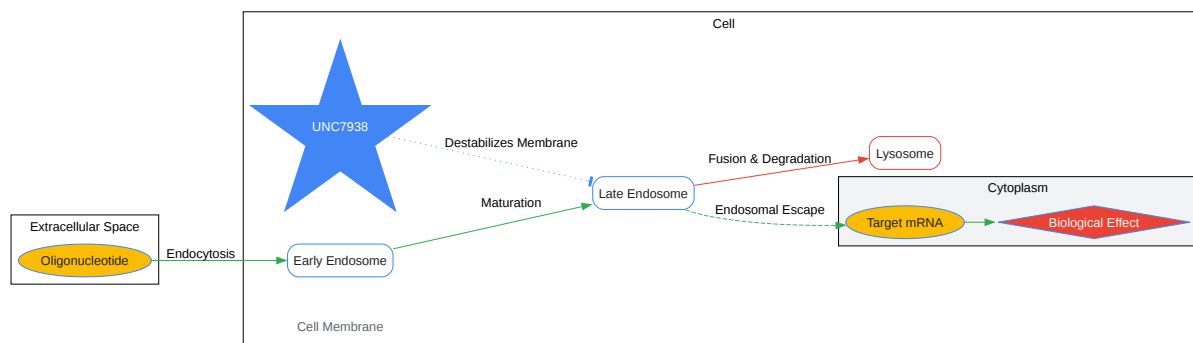 Cell
UNC7938
Destabilizes Membrane
Fusion & Degradation
Lysosome
Cytoplasm
Late Endosome
Maturation
Endosomal Escape
Target mRNA
Biological Effect
Extracellular Space
Oligonucleotide
Endocytosis
Early Endosome
Cell Membrane